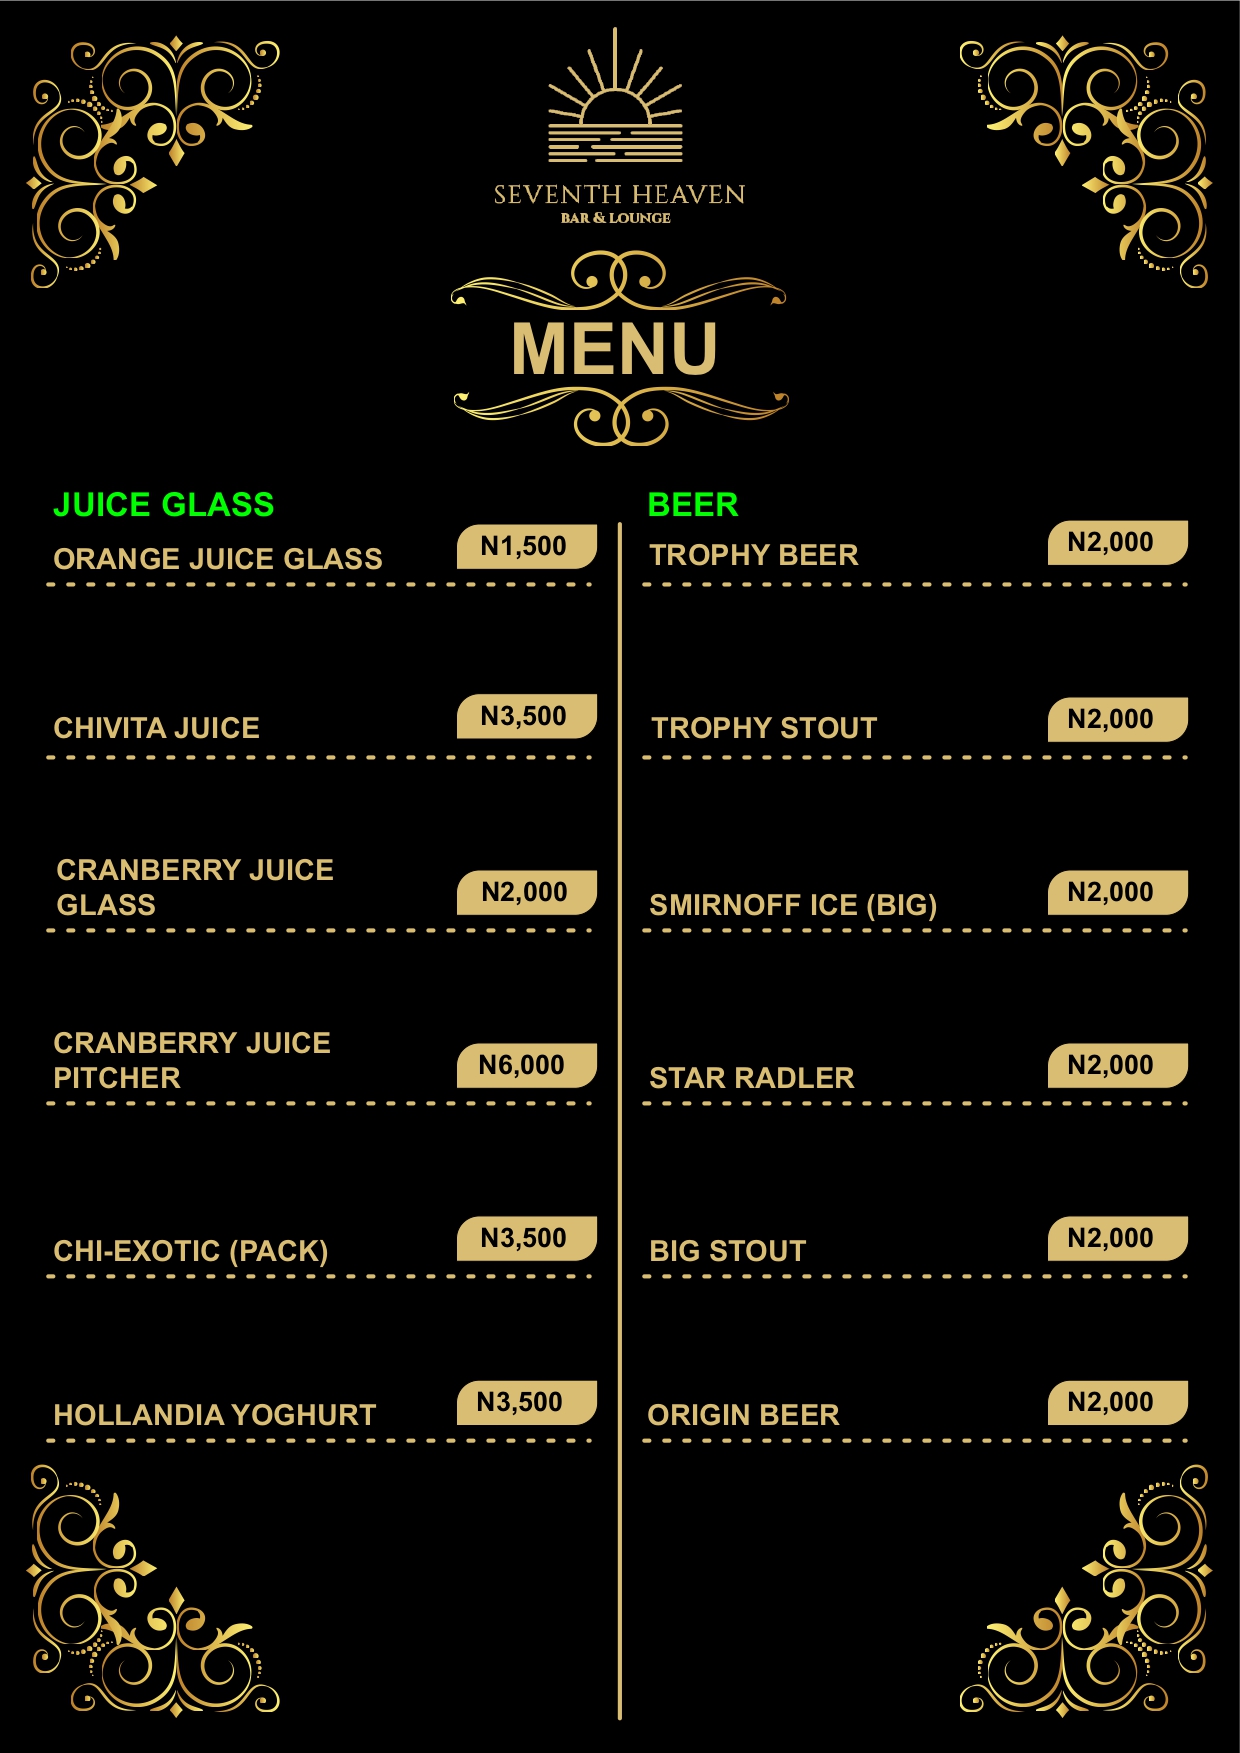 SEVENTH HEAVEN
BAR & LOUNGE
MENU
JUICE GLASS
ORANGE JUICE GLASS N1,500
CHIVITA JUICE N3,500
CRANBERRY JUICE
GLASS N2,000
CRANBERRY JUICE
PITCHER N6,000
CHI-EXOTIC (PACK) N3,500
HOLLANDIA YOGHURT N3,500
BEER
TROPHY BEER N2,000
TROPHY STOUT N2,000
SMIRNOFF ICE (BIG) N2,000
STAR RADLER N2,000
BIG STOUT N2,000
ORIGIN BEER N2,000